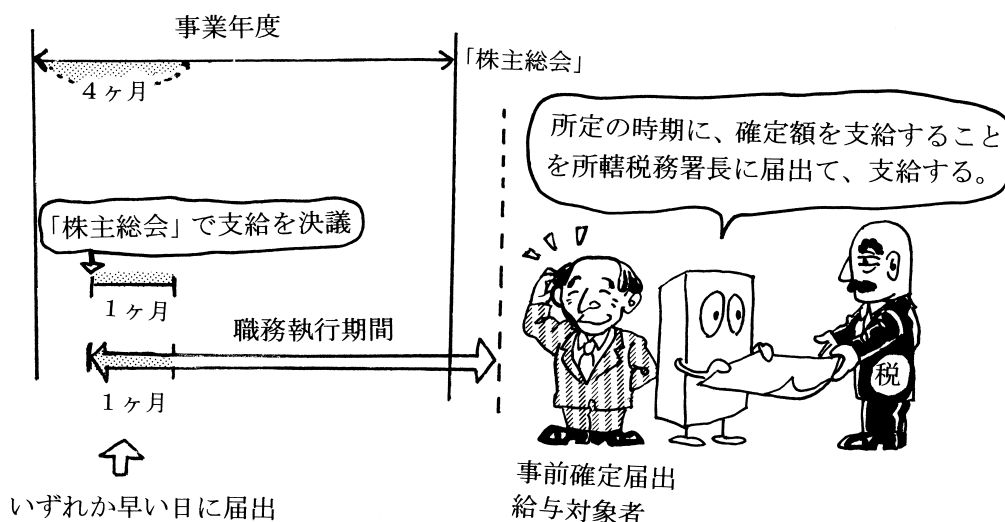 事業年度
「株主総会」
4ヶ月
所定の時期に、確定額を支給すること
を所轄税務署長に届出て、支給する。
「株主総会」で支給を決議
1ヶ月
職務執行期間
1ヶ月
税
いずれか早い日に届出
事前確定届出
給与対象者